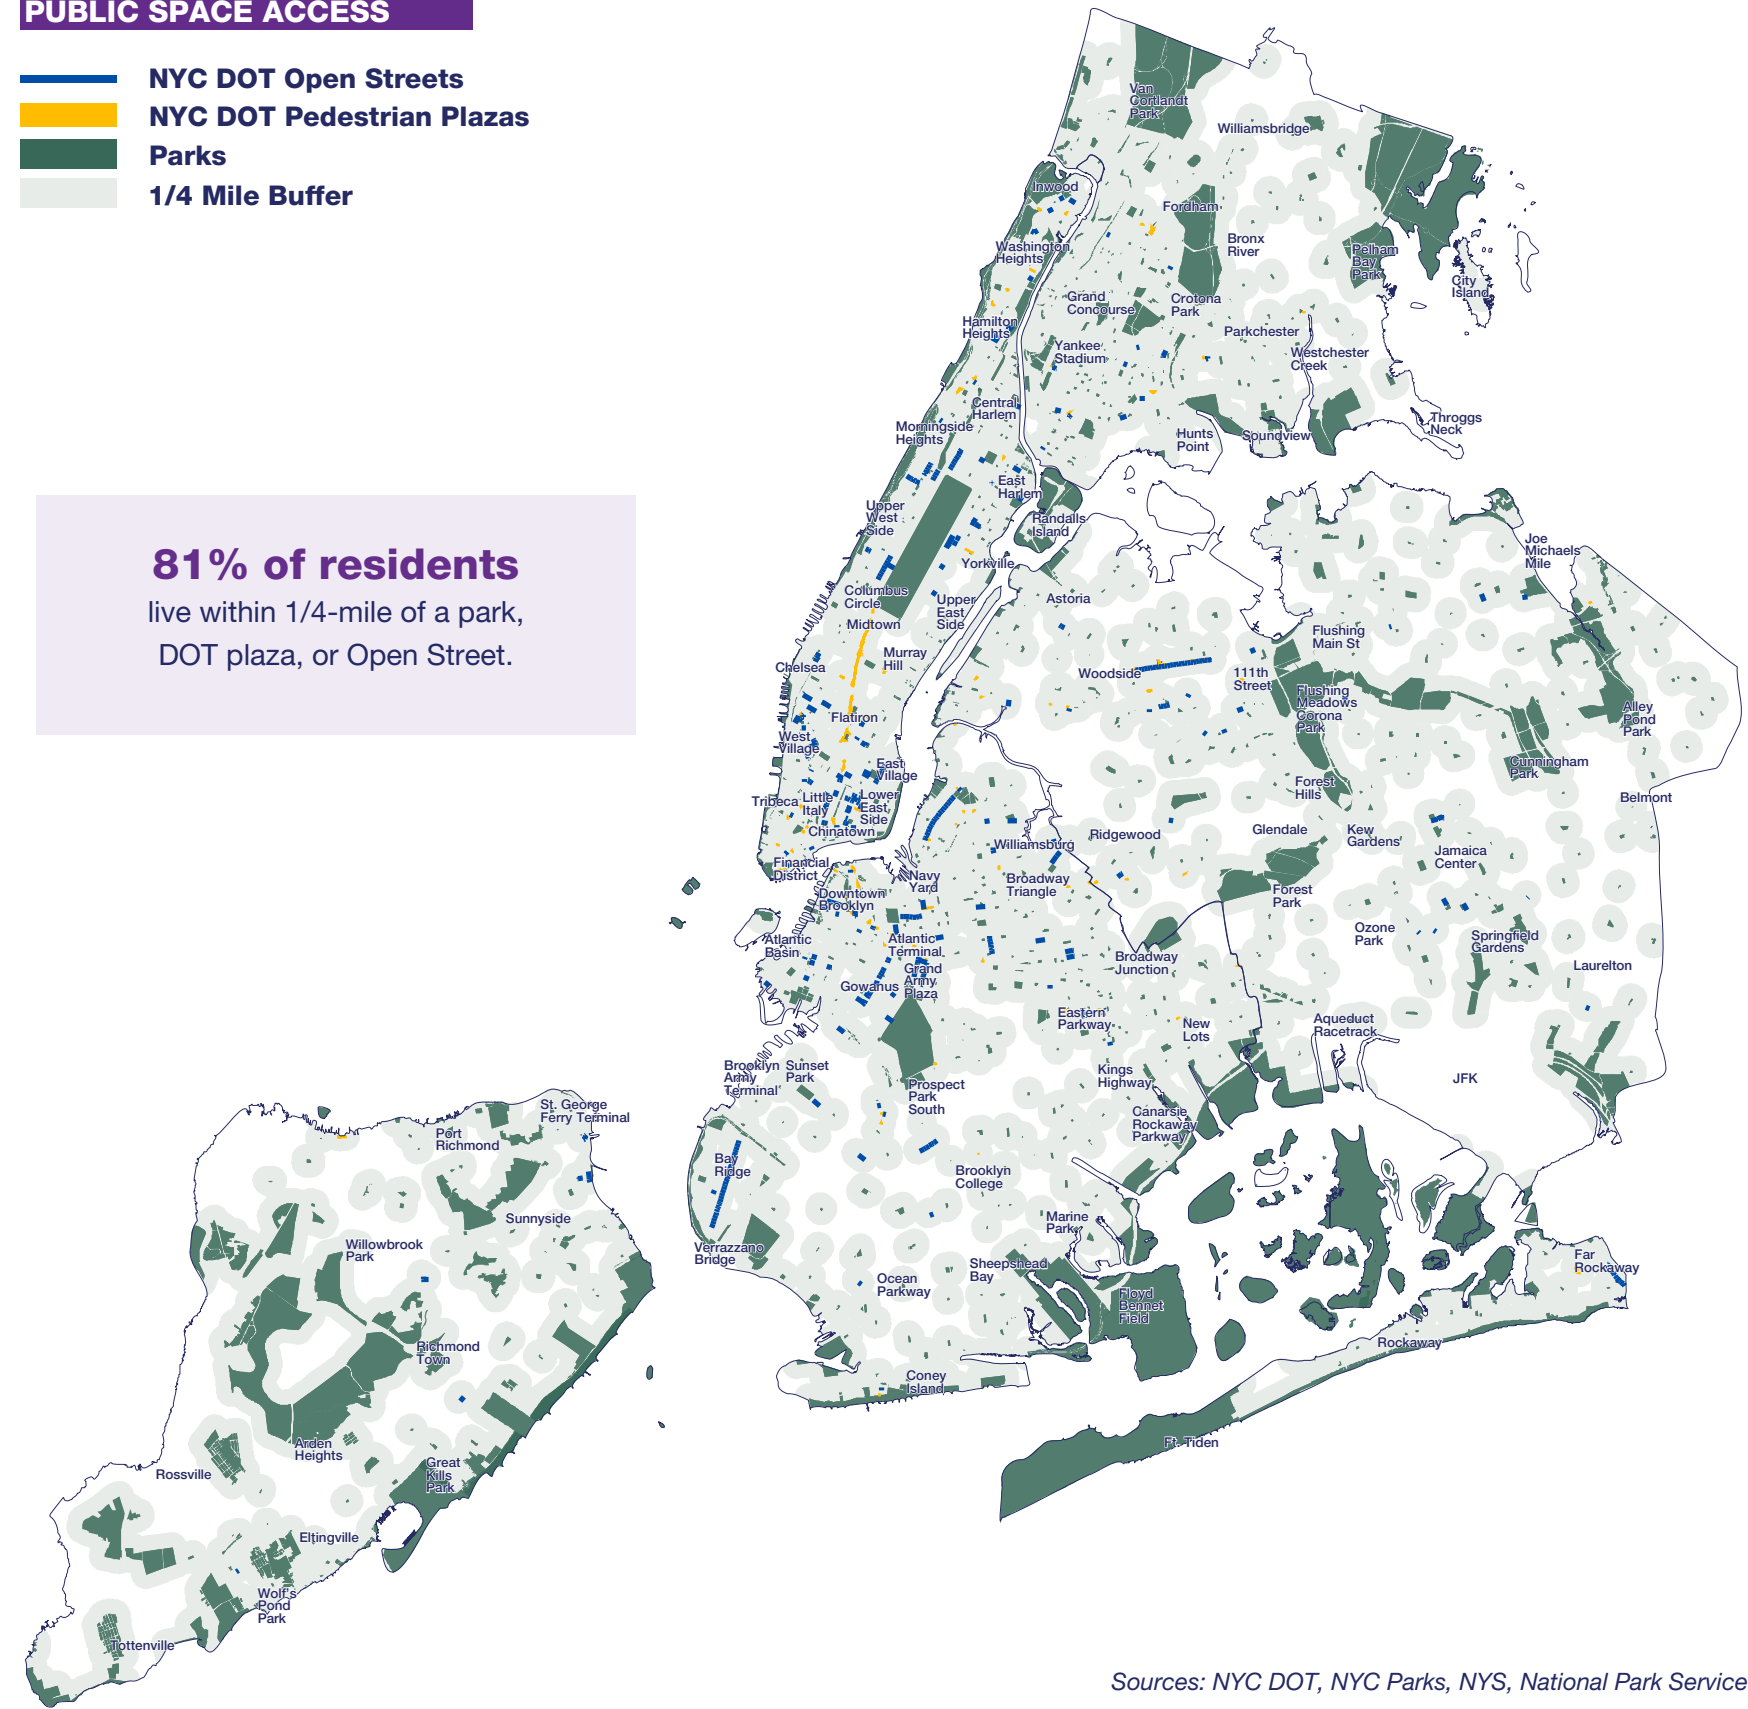 PUBLIC SPACE ACCESS
NYC DOT Open Streets
NYC DOT Pedestrian Plazas
Parks
1/4 Mile Buffer
81% of residents
live within 1/4-mile of a park,
DOT plaza, or Open Street.
Van
Cortlandt
Park
Williamsbridge
Inwood
Fordham
Washington
Heights
Bronx
River
Pelham
Bay
Park
City
Island
Grand
Concourse
Crotona
Park
Hamilton
Heights
Parkchester
Yankee
Stadium
Westchester
Creek
Central
Harlem
Morningside
Heights
Hunts
Point
Soundview
Throggs
Neck
East
Harlem
Upper
West
Side
Randalls
Island
Joe
Michaels
Mile
Yorkville
Columbus
Circle
Upper
East
Side
Astoria
Midtown
Flushing
Main St
Murray
Hill
Chelsea
Woodside
111th
Street
Flushing
Meadows
Corona
Park
Flatiron
Alley
Pond
Park
West
Village
East
Village
Cunningham
Park
Forest
Hills
Belmont
Tribeca
Little
Italy
Lower
East
Side
Chinatown
Williamsburg
Ridgewood
Glendale
Kew
Gardens
Jamaica
Center
Financial
District
Navy
Yard
Broadway
Triangle
Downtown
Brooklyn
Forest
Park
Atlantic
Basin
Atlantic
Terminal
Ozone
Park
Springfield
Gardens
Broadway
Junction
Laurelton
Grand
Army
Plaza
Gowanus
Eastern
Parkway
New
Lots
Aqueduct
Racetrack
Brooklyn
Army
Terminal
Sunset
Park
Kings
Highway
JFK
Prospect
Park
South
Canarsie
Rockaway
Parkway
St. George
Ferry Terminal
Port
Richmond
Bay
Ridge
Brooklyn
College
Sunnyside
Marine
Park
Willowbrook
Park
Verrazzano
Bridge
Sheepshead
Bay
Far
Rockaway
Ocean
Parkway
Floyd
Bennet
Field
Richmond
Town
Rockaway
Coney
Island
Arden
Heights
Ft. Tiden
Great
Kills
Park
Rossville
Eltingville
Wolf's
Pond
Park
Tottenville
Sources: NYC DOT, NYC Parks, NYS, National Park Service